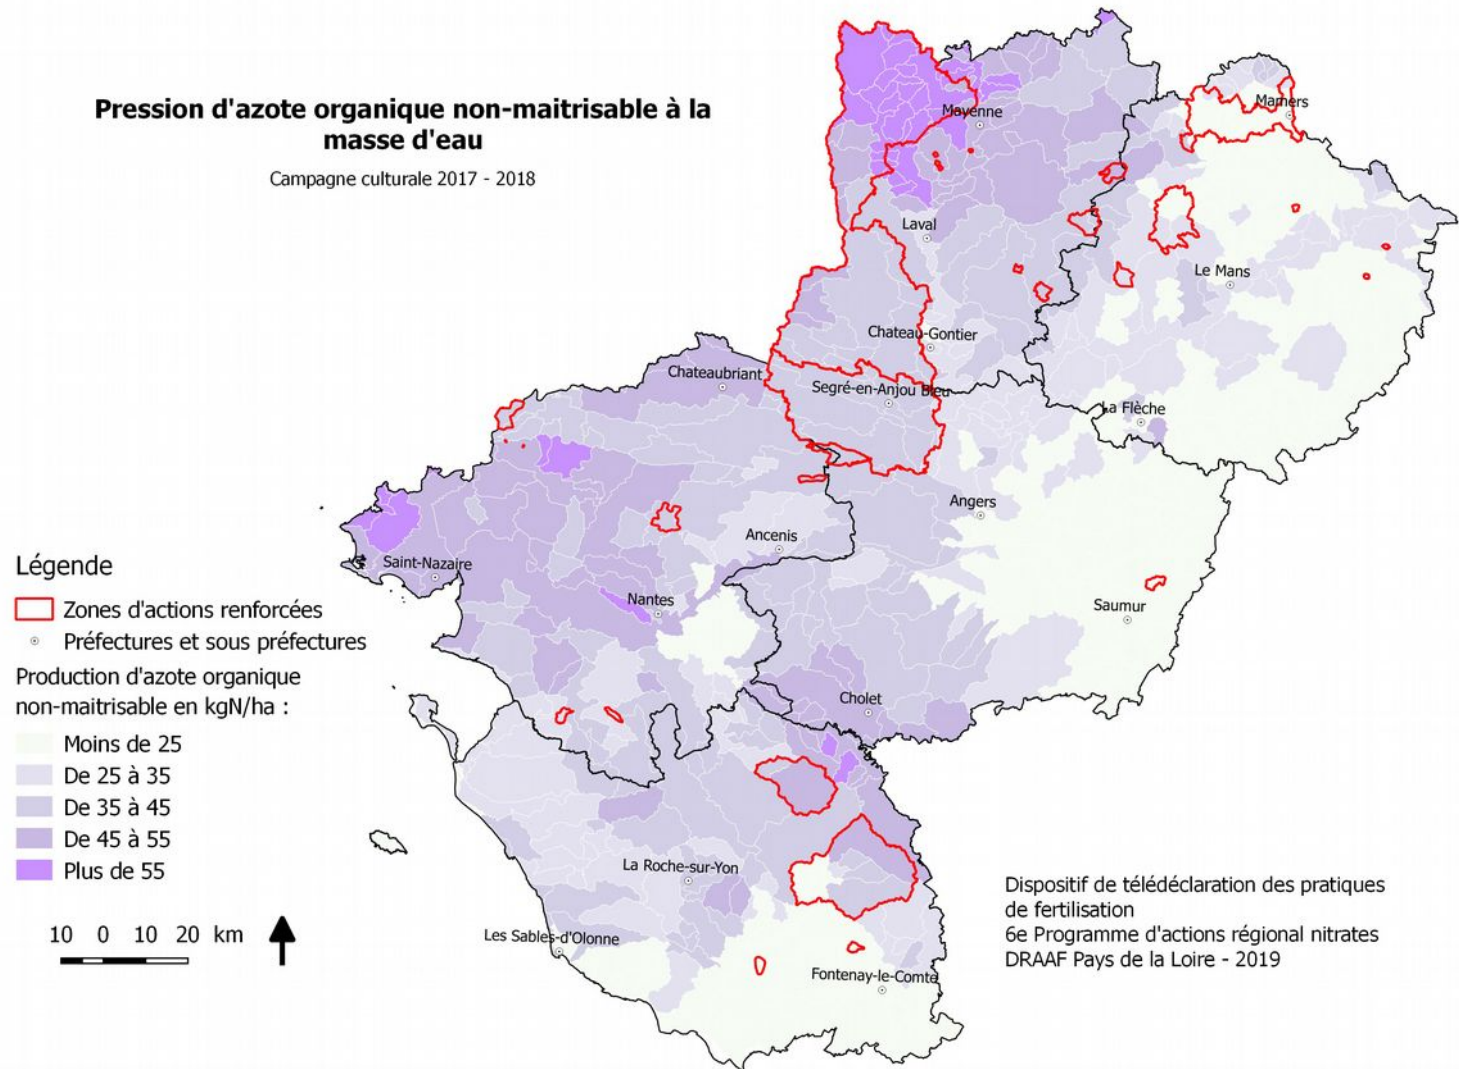 Pression d'azote organique non-maitrisable à la
masse d'eau
Campagne culturale 2017 - 2018
Mamers
Mayenne
Laval
Le Mans
Chateau-Gontier
Chateaubriant
Segré-en-Anjou Bleu
La Flèche
Angers
Ancenis
Saint-Nazaire
Nantes
Saumur
Cholet
La Roche-sur-Yon
Les Sables-d'Olonne
Fontenay-le-Comte
Légende
Zones d'actions renforcées
Préfectures et sous préfectures
Production d'azote organique
non-maitrisable en kgN/ha :
Moins de 25
De 25 à 35
De 35 à 45
De 45 à 55
Plus de 55
10 0 10 20 km
Dispositif de télédéclaration des pratiques
de fertilisation
6e Programme d'actions régional nitrates
DRAAF Pays de la Loire - 2019